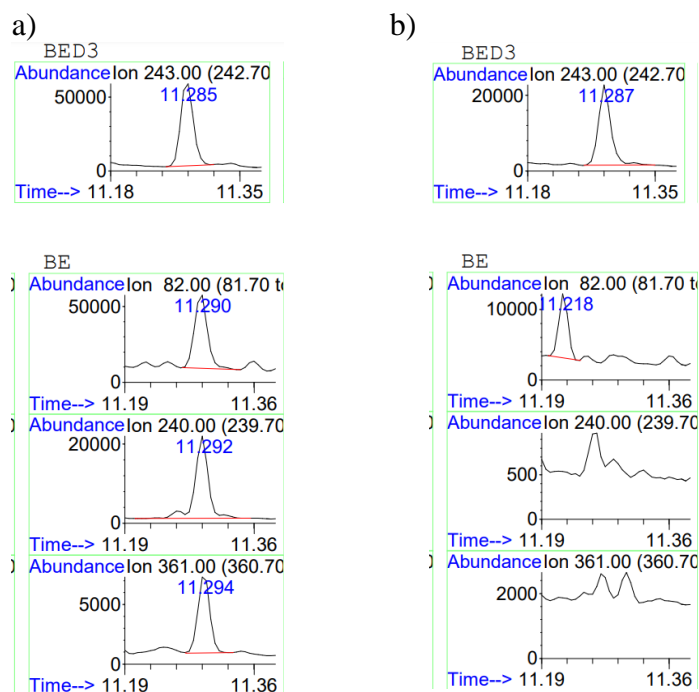 a)
BED3
Abundance Ion 243.00 (242.70
11.285
50000
0
Time--> 11.18 11.35
BE
Abundance Ion 82.00 (81.70 to
11.290
50000
0
Time--> 11.19 11.36
Abundance Ion 240.00 (239.70
11.292
20000
0
Time--> 11.19 11.36
Abundance Ion 361.00 (360.70
11.294
5000
0
Time--> 11.19 11.36
b)
BED3
Abundance Ion 243.00 (242.70
11.287
20000
0
Time--> 11.18 11.35
BE
Abundance Ion 82.00 (81.70 to
11.218
10000
0
Time--> 11.19 11.36
Abundance Ion 240.00 (239.70
500
0
Time--> 11.19 11.36
Abundance Ion 361.00 (360.70
2000
0
Time--> 11.19 11.36